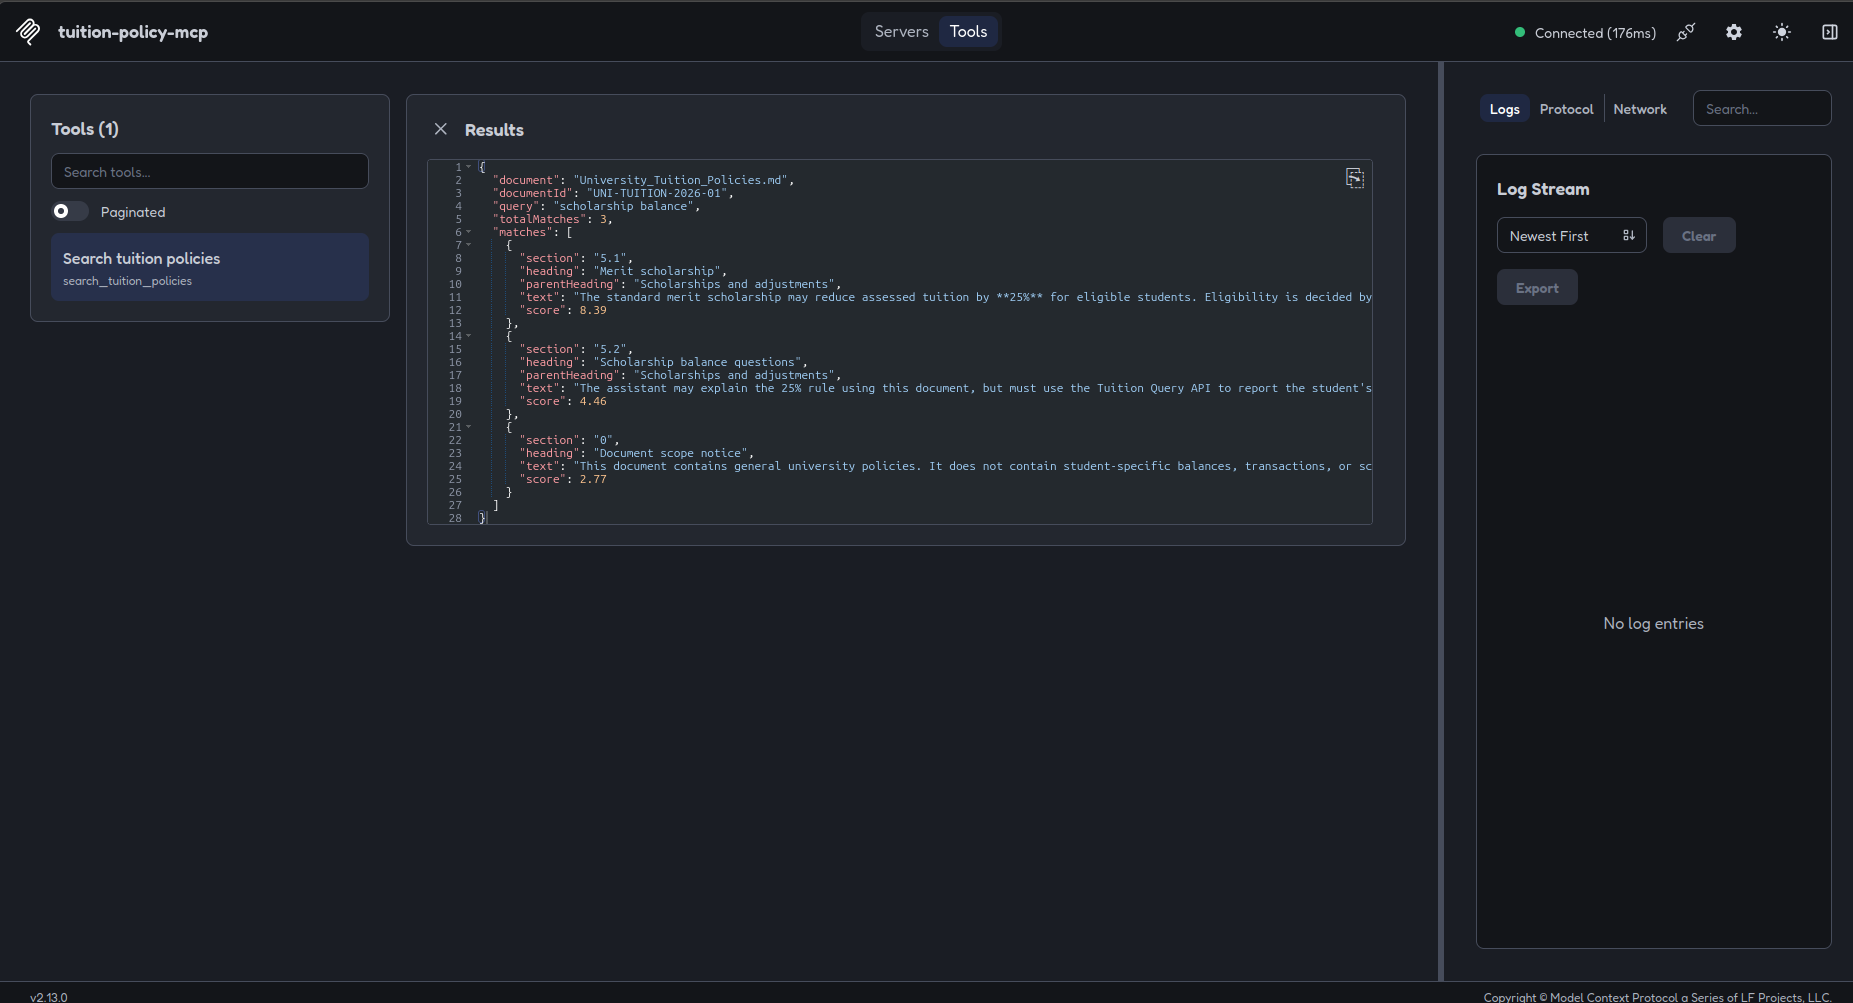 tuition-policy-mcp
Servers
Tools
Connected (176ms)
Tools (1)
Search tools...
Paginated
Search tuition policies
search_tuition_policies
Results
1 {
2 "document": "University_Tuition_Policies.md",
3 "documentId": "UNI-TUITION-2026-01",
4 "query": "scholarship balance",
5 "totalMatches": 3,
6 "matches": [
7 {
8 "section": "5.1",
9 "heading": "Merit scholarship",
10 "parentHeading": "Scholarships and adjustments",
11 "text": "The standard merit scholarship may reduce assessed tuition by **25%** for eligible students. Eligibility is decided by
12 "score": 8.39
13 },
14 {
15 "section": "5.2",
16 "heading": "Scholarship balance questions",
17 "parentHeading": "Scholarships and adjustments",
18 "text": "The assistant may explain the 25% rule using this document, but must use the Tuition Query API to report the student's
19 "score": 4.46
20 },
21 {
22 "section": "0",
23 "heading": "Document scope notice",
24 "text": "This document contains general university policies. It does not contain student-specific balances, transactions, or sc
25 "score": 2.77
26 }
27 ]
28 }
Logs
Protocol
Network
Search...
Log Stream
Newest First
Clear
Export
No log entries
v2.13.0
Copyright © Model Context Protocol a Series of LF Projects, LLC.